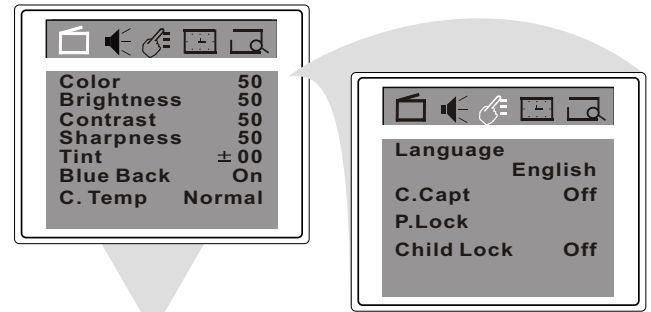 Color 50
Brightness 50
Contrast 50
Sharpness 50
Tint ±00
Blue Back On
C. Temp Normal
Language
English
C.Capt Off
P.Lock
Child Lock Off